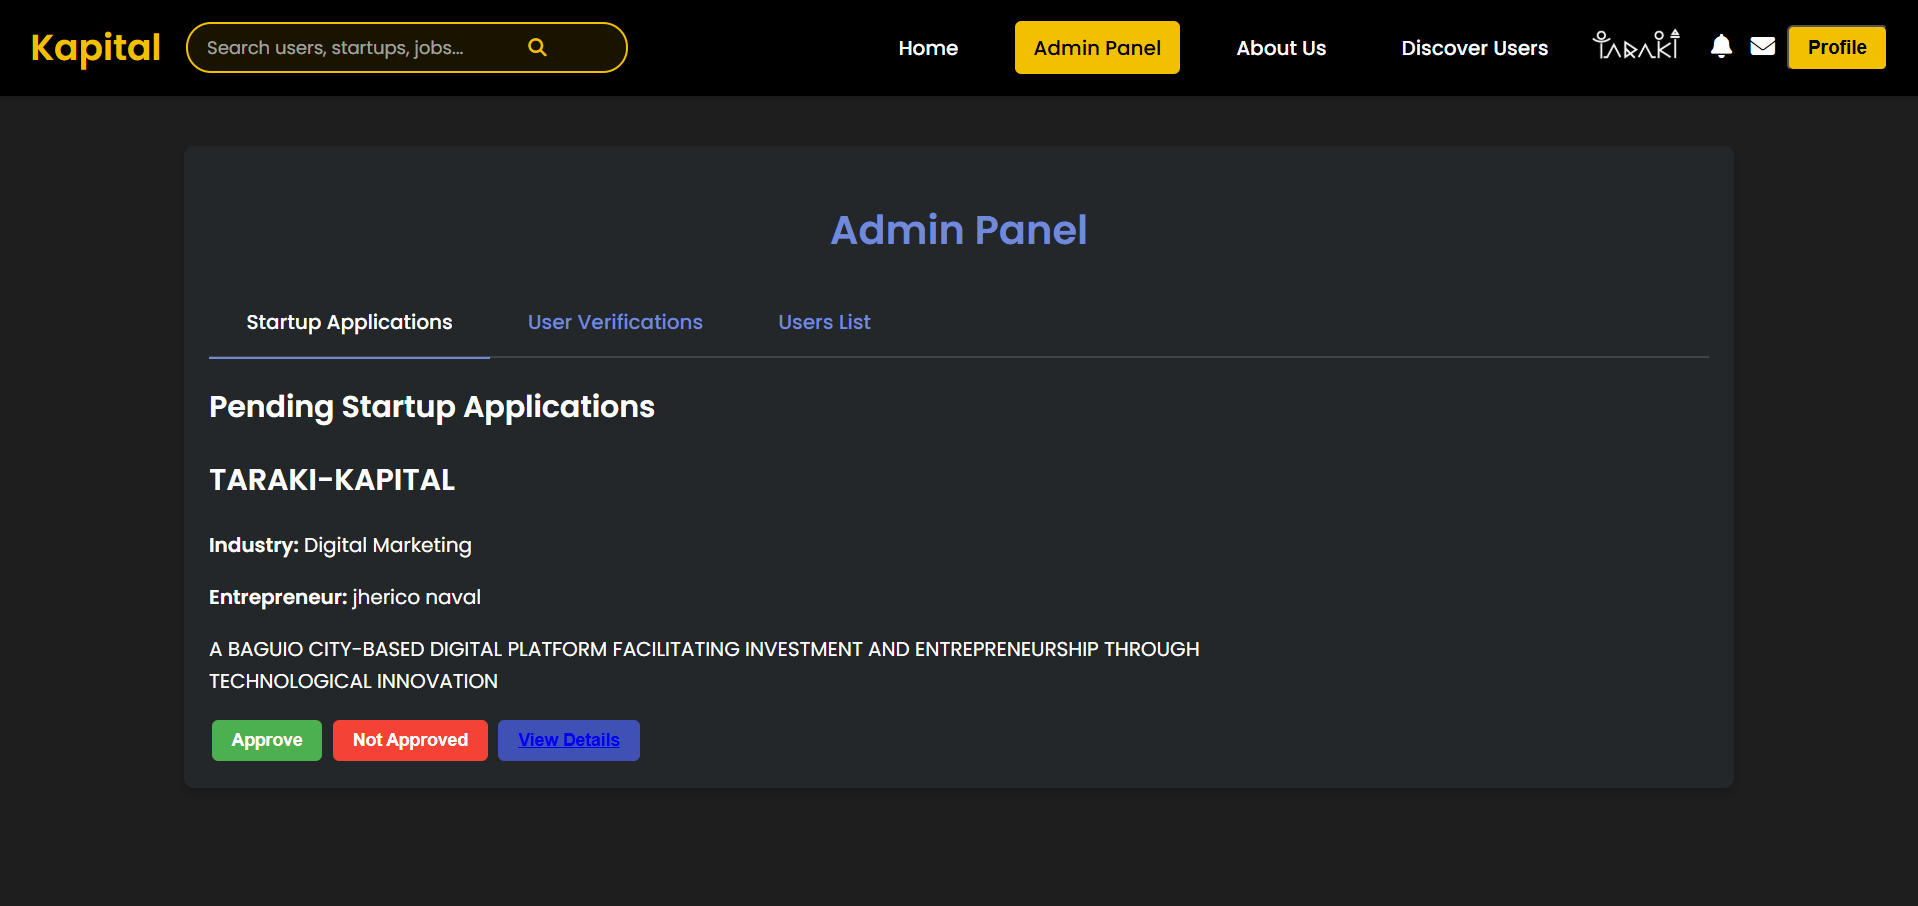 Kapital
Search users, startups, jobs...
Home
Admin Panel
About Us
Discover Users
TARAKI
Profile
Admin Panel
Startup Applications
User Verifications
Users List
Pending Startup Applications
TARAKI-KAPITAL
Industry: Digital Marketing
Entrepreneur: jherico naval
A BAGUIO CITY-BASED DIGITAL PLATFORM FACILITATING INVESTMENT AND ENTREPRENEURSHIP THROUGH
TECHNOLOGICAL INNOVATION
Approve
Not Approved
View Details